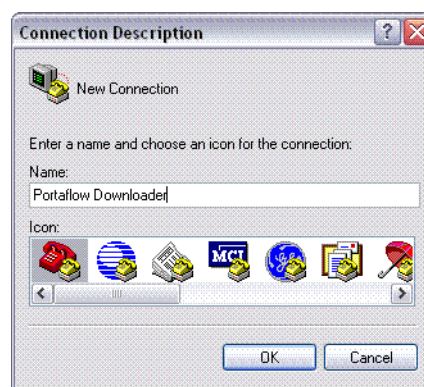 Connection Description
New Connection
Enter a name and choose an icon for the connection:
Name:
Portaflow Downloader
Icon:
MCI
OK
Cancel